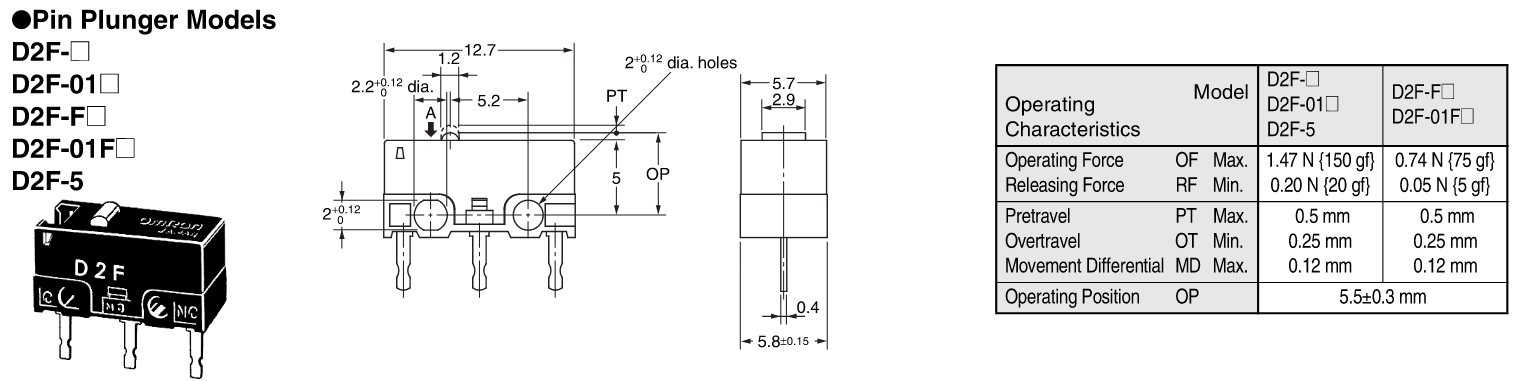 ●Pin Plunger Models
D2F-□
D2F-01□
D2F-F□
D2F-01F□
D2F-5
OMRON
JAPAN
D2F
C
NO
NC
12.7
1.2
2 +0.12 0 dia. holes
2.2 +0.12 0 dia.
5.2
PT
A
5
OP
2 +0.12 0
5.7
2.9
0.4
5.8±0.15
Operating Characteristics Model
D2F-□
D2F-01□
D2F-5
D2F-F□
D2F-01F□
Operating Force OF Max. 1.47 N {150 gf} 0.74 N {75 gf}
Releasing Force RF Min. 0.20 N {20 gf} 0.05 N {5 gf}
Pretravel PT Max. 0.5 mm 0.5 mm
Overtravel OT Min. 0.25 mm 0.25 mm
Movement Differential MD Max. 0.12 mm 0.12 mm
Operating Position OP 5.5±0.3 mm